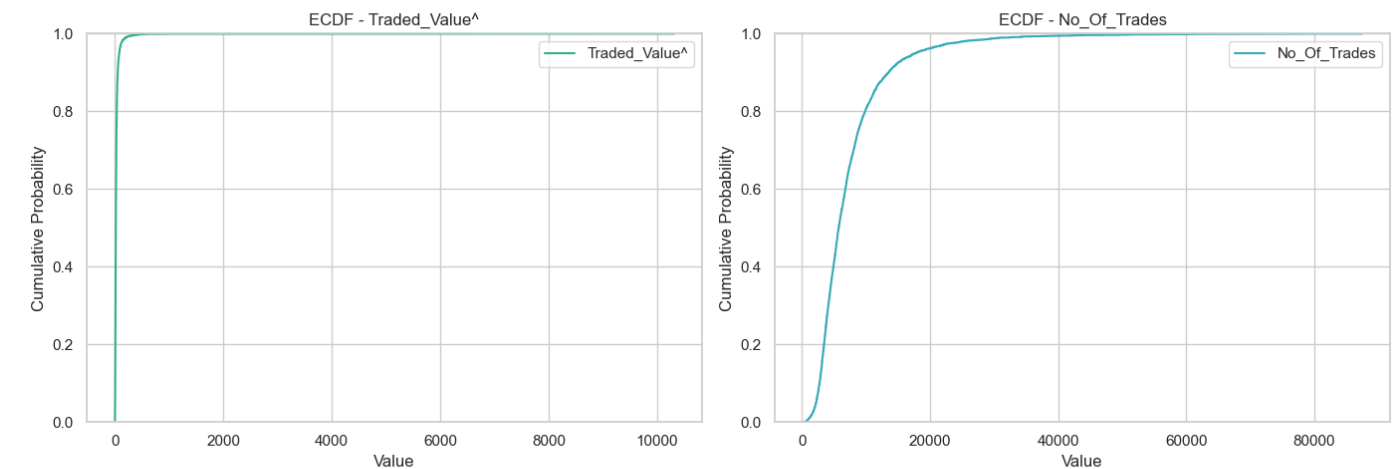 ECDF - Traded_Value^
Traded_Value^
Cumulative Probability
1.0
0.8
0.6
0.4
0.2
0.0
0 2000 4000 6000 8000 10000
Value
ECDF - No_Of_Trades
No_Of_Trades
Cumulative Probability
1.0
0.8
0.6
0.4
0.2
0.0
0 20000 40000 60000 80000
Value